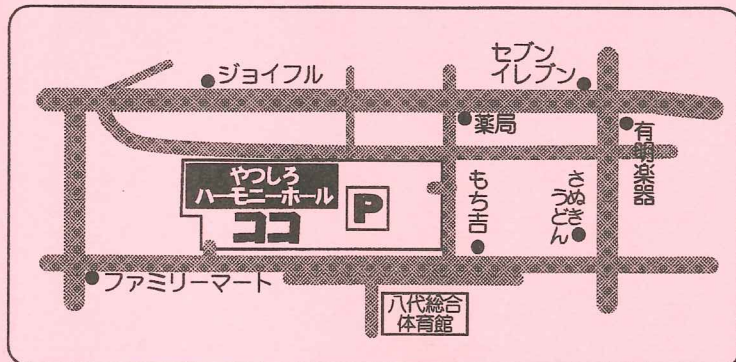 ジョイフル
セブン
イレブン
薬局
有明楽器
やつしろ
ハーモニーホール
ココ
P
もち吉
さぬき
うどん
ファミリーマート
八代総合
体育館